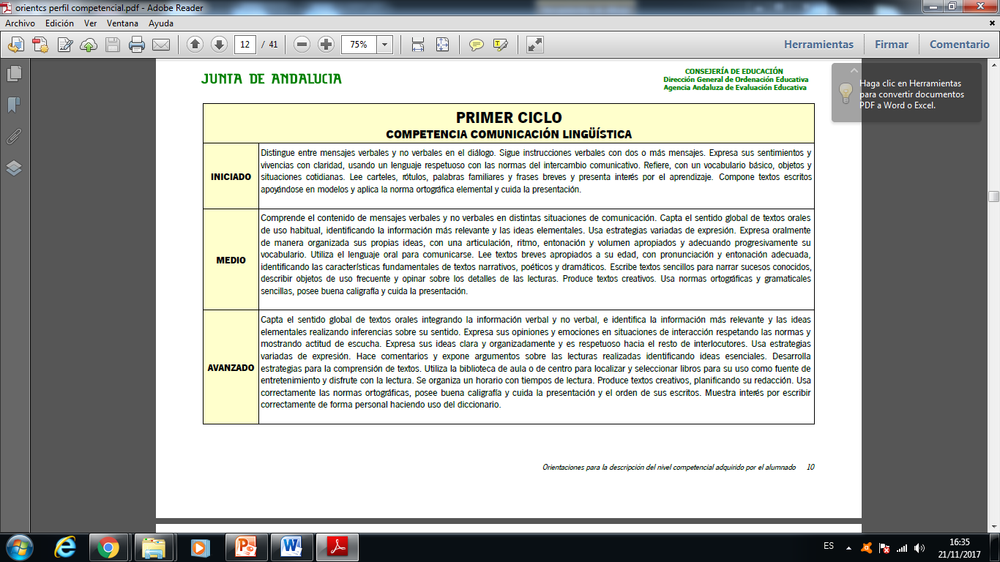 orientcs perfil competencial.pdf - Adobe Reader
Archivo Edición Ver Ventana Ayuda
12 / 41 75% Herramientas Firmar Comentario
Haga clic en Herramientas
para convertir documentos
PDF a Word o Excel.
JUNTA DE ANDALUCIA
CONSEJERÍA DE EDUCACIÓN
Dirección General de Ordenación Educativa
Agencia Andaluza de Evaluación Educativa
PRIMER CICLO
COMPETENCIA COMUNICACIÓN LINGÜÍSTICA
INICIADO
Distingue entre mensajes verbales y no verbales en el diálogo. Sigue instrucciones verbales con dos o más mensajes. Expresa sus sentimientos y
vivencias con claridad, usando un lenguaje respetuoso con las normas del intercambio comunicativo. Refiere, con un vocabulario básico, objetos y
situaciones cotidianas. Lee carteles, rótulos, palabras familiares y frases breves y presenta interés por el aprendizaje. Compone textos escritos
apoyándose en modelos y aplica la norma ortográfica elemental y cuida la presentación.
MEDIO
Comprende el contenido de mensajes verbales y no verbales en distintas situaciones de comunicación. Capta el sentido global de textos orales
de uso habitual, identificando la información más relevante y las ideas elementales. Usa estrategias variadas de expresión. Expresa oralmente
de manera organizada sus propias ideas, con una articulación, ritmo, entonación y volumen apropiados y adecuando progresivamente su
vocabulario. Utiliza el lenguaje oral para comunicarse. Lee textos breves apropiados a su edad, con pronunciación y entonación adecuada,
identificando las características fundamentales de textos narrativos, poéticos y dramáticos. Escribe textos sencillos para narrar sucesos conocidos,
describir objetos de uso frecuente y opinar sobre los detalles de las lecturas. Produce textos creativos. Usa normas ortográficas y gramaticales
sencillas, posee buena caligrafía y cuida la presentación.
AVANZADO
Capta el sentido global de textos orales integrando la información verbal y no verbal, e identifica la información más relevante y las ideas
elementales realizando inferencias sobre su sentido. Expresa sus opiniones y emociones en situaciones de interacción respetando las normas y
mostrando actitud de escucha. Expresa sus ideas clara y organizadamente y es respetuoso hacia el resto de interlocutores. Usa estrategias
variadas de expresión. Hace comentarios y expone argumentos sobre las lecturas realizadas identificando ideas esenciales. Desarrolla
estrategias para la comprensión de textos. Utiliza la biblioteca de aula o de centro para localizar y seleccionar libros para su uso como fuente de
entretenimiento y disfrute con la lectura. Se organiza un horario con tiempos de lectura. Produce textos creativos, planificando su redacción. Usa
correctamente las normas ortográficas, posee buena caligrafía y cuida la presentación y el orden de sus escritos. Muestra interés por escribir
correctamente de forma personal haciendo uso del diccionario.
Orientaciones para la descripción del nivel competencial adquirido por el alumnado 10
ES
16:35
21/11/2017